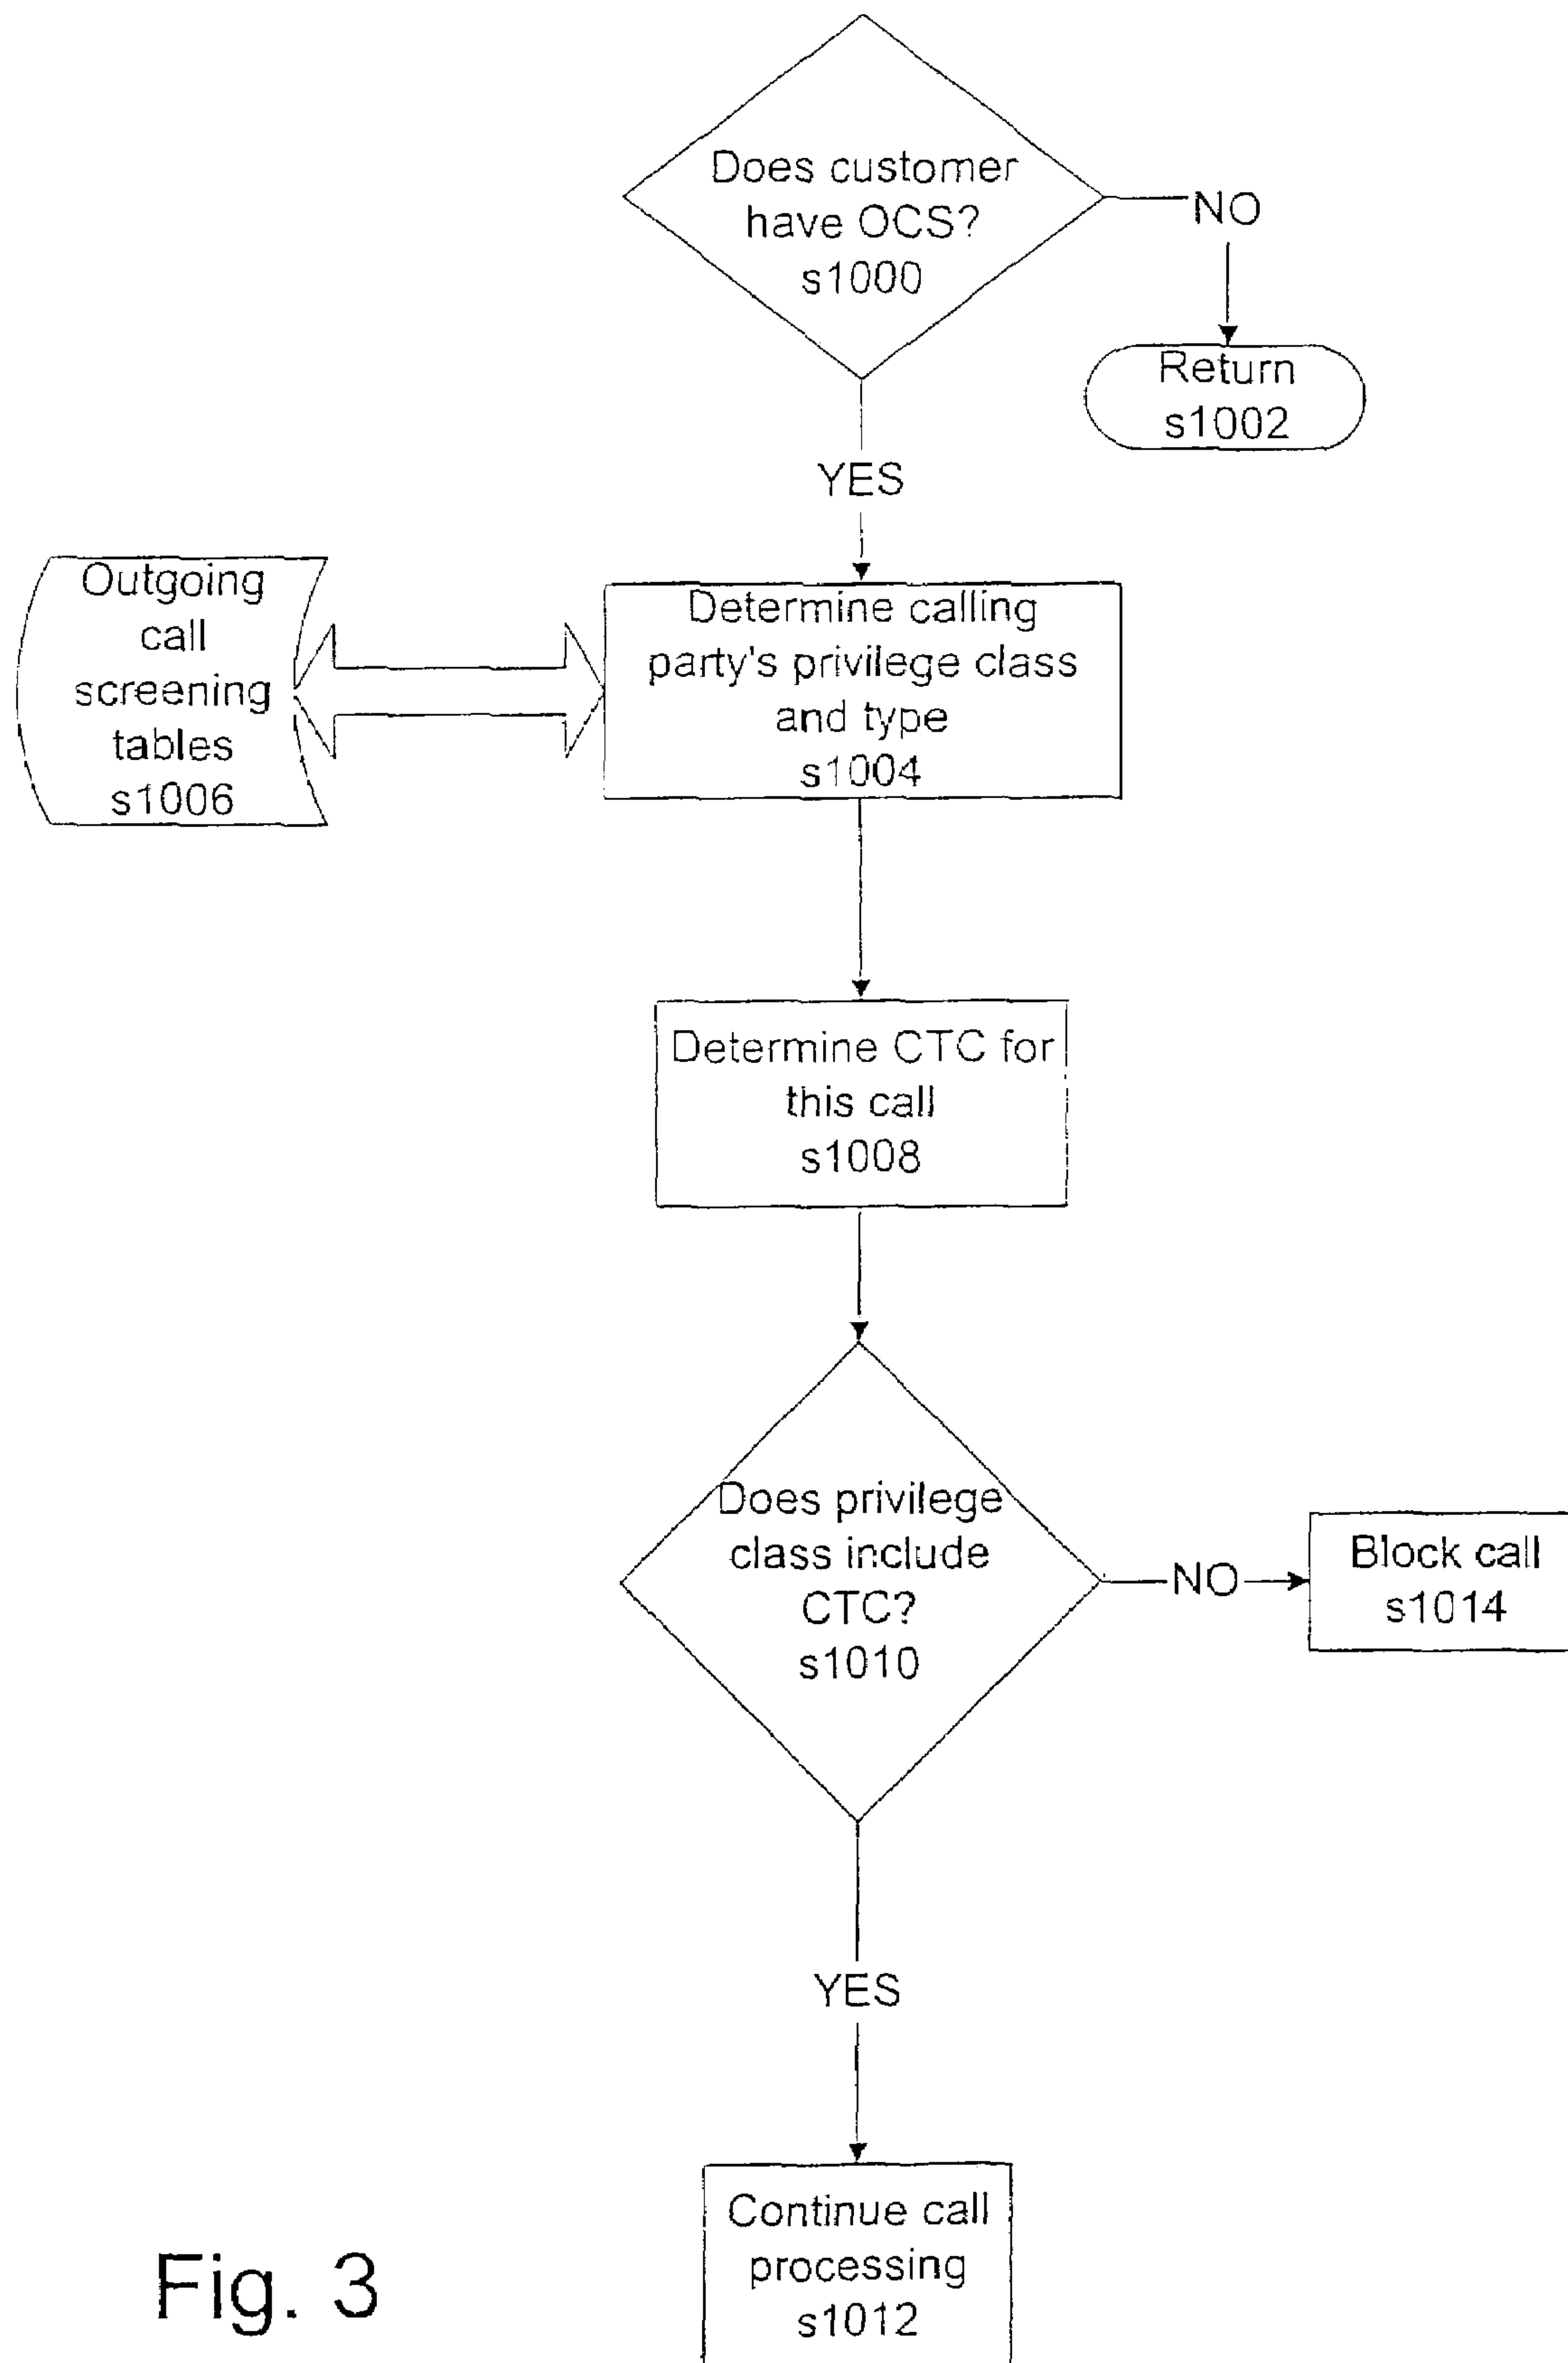 Does customer
have OCS?
s1000
NO
Return
s1002
YES
Outgoing
call
screening
tables
s1006
Determine calling
party's privilege class
and type
s1004
Determine CTC for
this call
s1008
Does privilege
class include
CTC?
s1010
NO
Block call
s1014
YES
Continue call
processing
s1012
Fig. 3